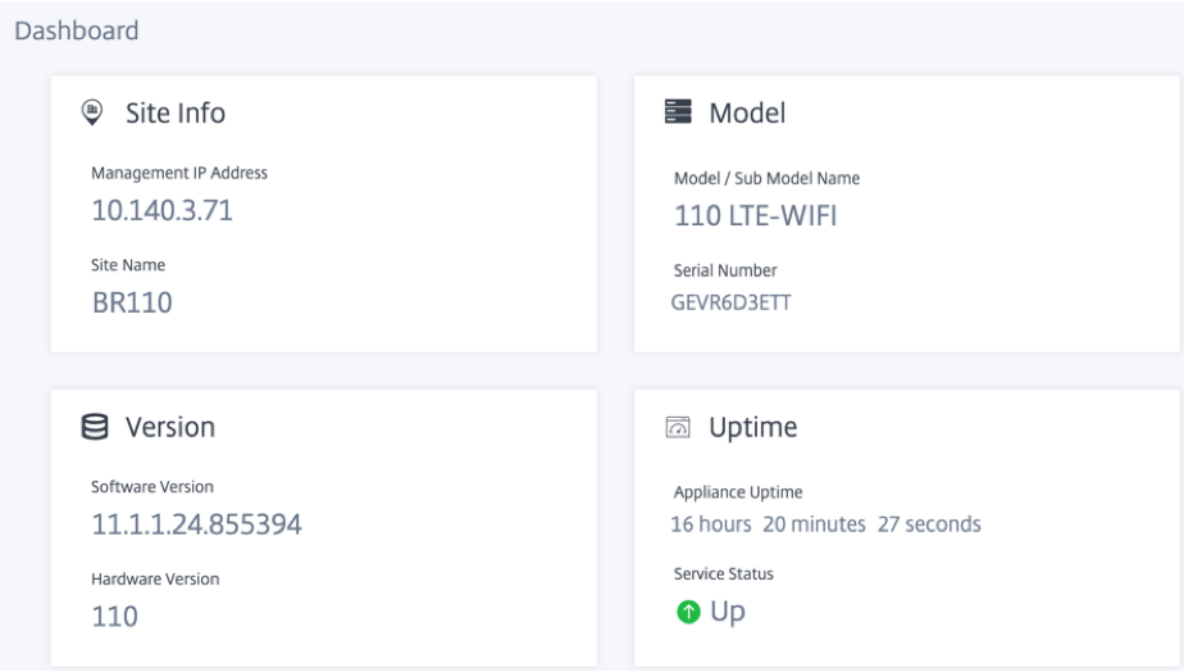 Dashboard
Site Info
Management IP Address
10.140.3.71
Site Name
BR110
Model
Model / Sub Model Name
110 LTE-WIFI
Serial Number
GEVR6D3ETT
Version
Software Version
11.1.1.24.855394
Hardware Version
110
Uptime
Appliance Uptime
16 hours 20 minutes 27 seconds
Service Status
Up